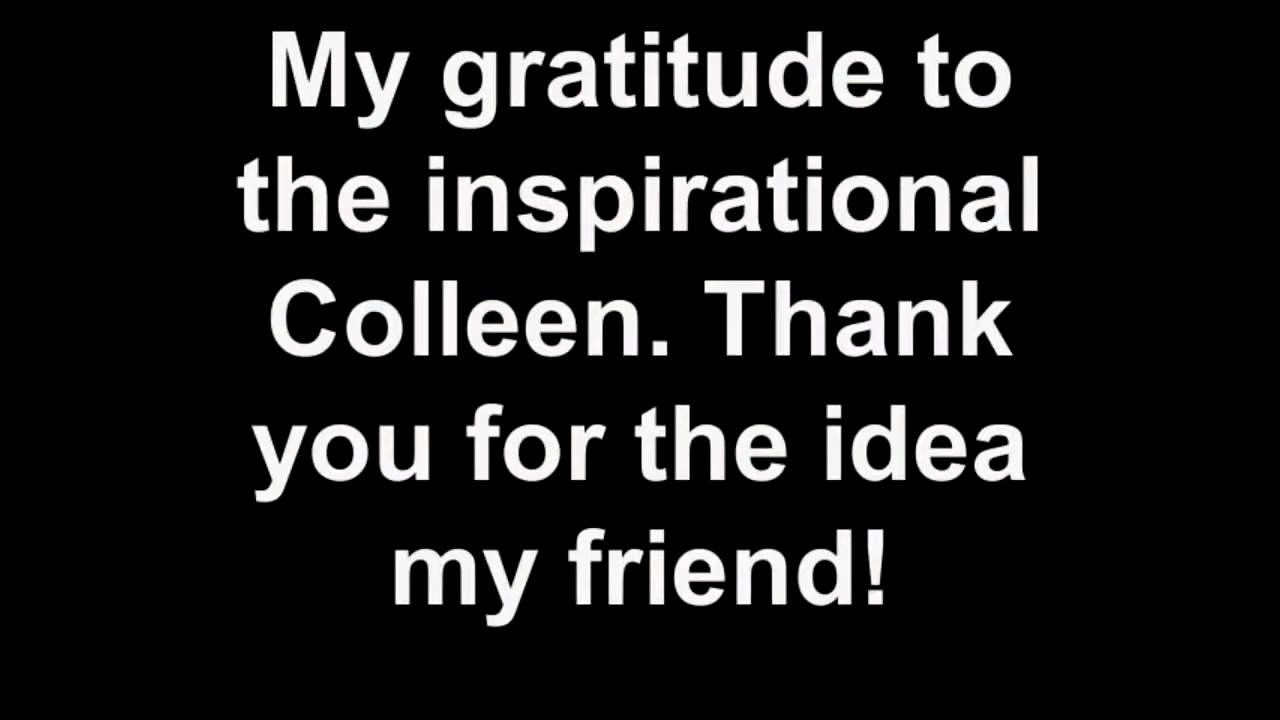 My gratitude to
the inspirational
Colleen. Thank
you for the idea
my friend!